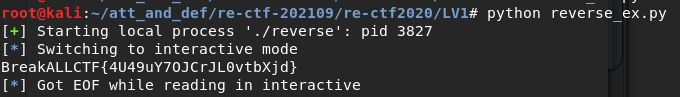 root@kali:~/att_and_def/re-ctf-202109/re-ctf2020/LV1# python reverse_ex.py
[+] Starting local process './reverse': pid 3827
[*] Switching to interactive mode
BreakALLCTF{4U49uY7OJCrJL0vtbXjd}
[*] Got EOF while reading in interactive